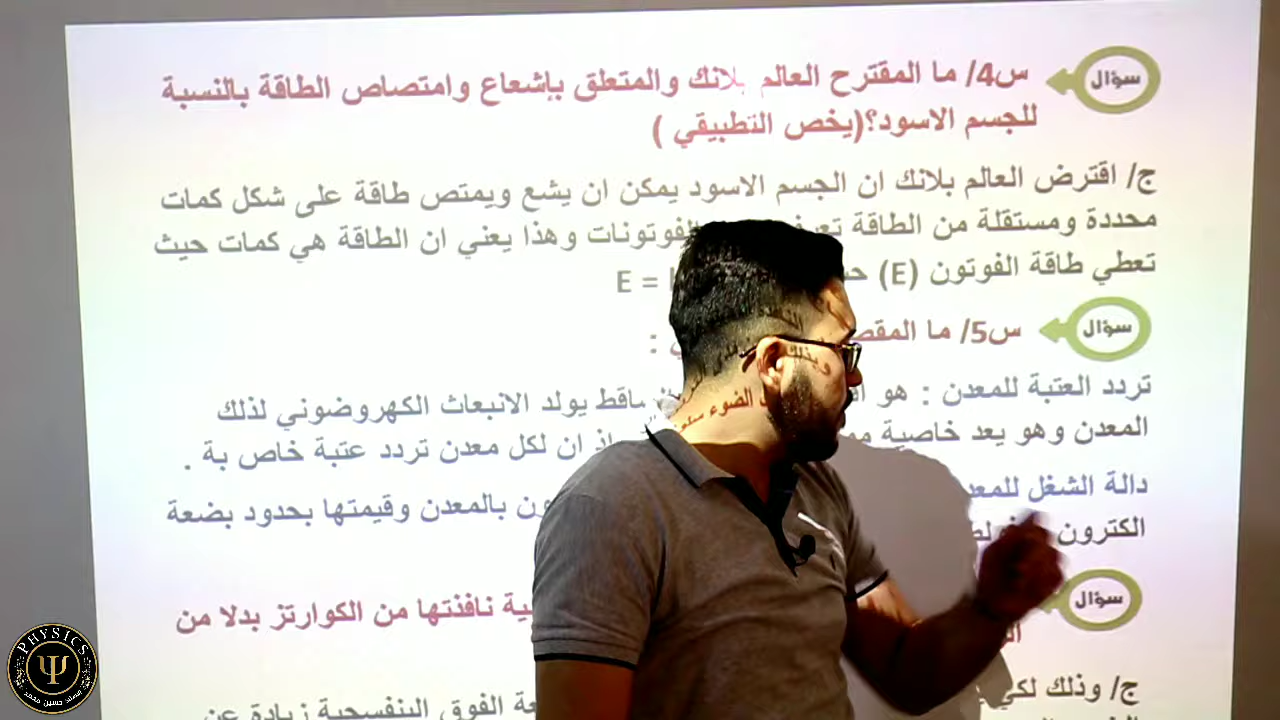 سؤال
س4/ ما المقترح العالم بلانك والمتعلق بإشعاع وامتصاص الطاقة بالنسبة
للجسم الاسود؟(يخص التطبيقي )
ج/ اقترض العالم بلانك ان الجسم الاسود يمكن ان يشع ويمتص طاقة على شكل كمات
محددة ومستقلة من الطاقة الفوتونات وهذا يعني ان الطاقة هي كمات حيث
تعطي طاقة الفوتون (E) E =
سؤال
س5/ ما :
تردد العتبة للمعدن : هو يولد الانبعاث الكهروضوئي لذلك
المعدن وهو يعد خاصية اذ ان لكل معدن تردد عتبة خاص بة .
دالة الشغل بالمعدن وقيمتها بحدود بضعة
الكترون
الضوء
سؤال
نافذتها من الكوارتز بدلا من
ج/ وذلك لكي الفوق البنفسجية زيادة عن
PHYSICS
Ψ